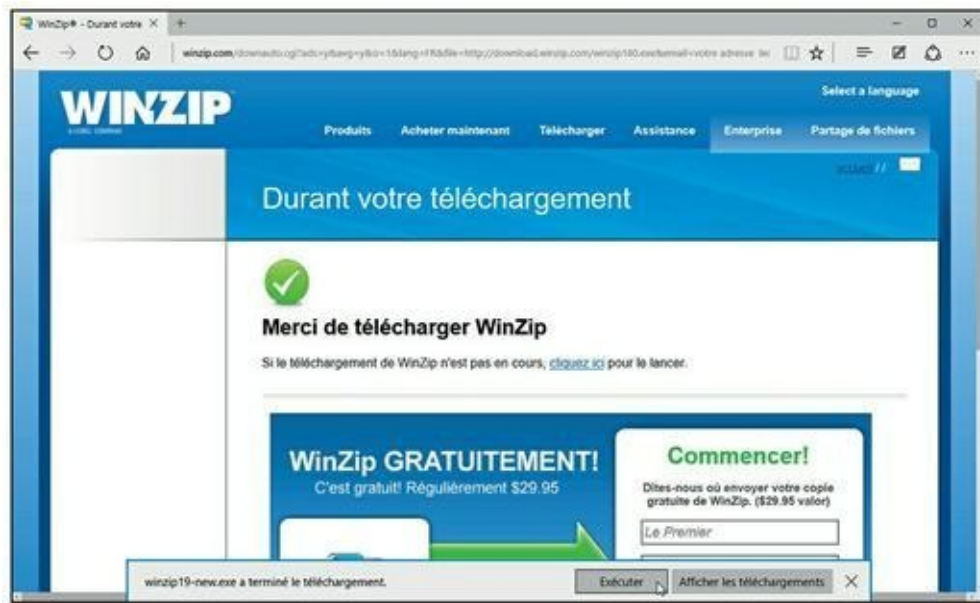 WinZip® - Durant votre
WINZIP
Select a language
Produits Acheter maintenant Télécharger Assistance Enterprise Partage de fichiers
Durant votre téléchargement
Merci de télécharger WinZip
Si le téléchargement de WinZip n'est pas en cours, cliquez ici pour le lancer.
WinZip GRATUITEMENT!
C'est gratuit! Régulièrement $29.95
Commencer!
Dites-nous où envoyer votre copie
gratuite de WinZip. ($29.95 valor)
Le Premier
winzip19-new.exe a terminé le téléchargement.
Exécuter
Afficher les téléchargements